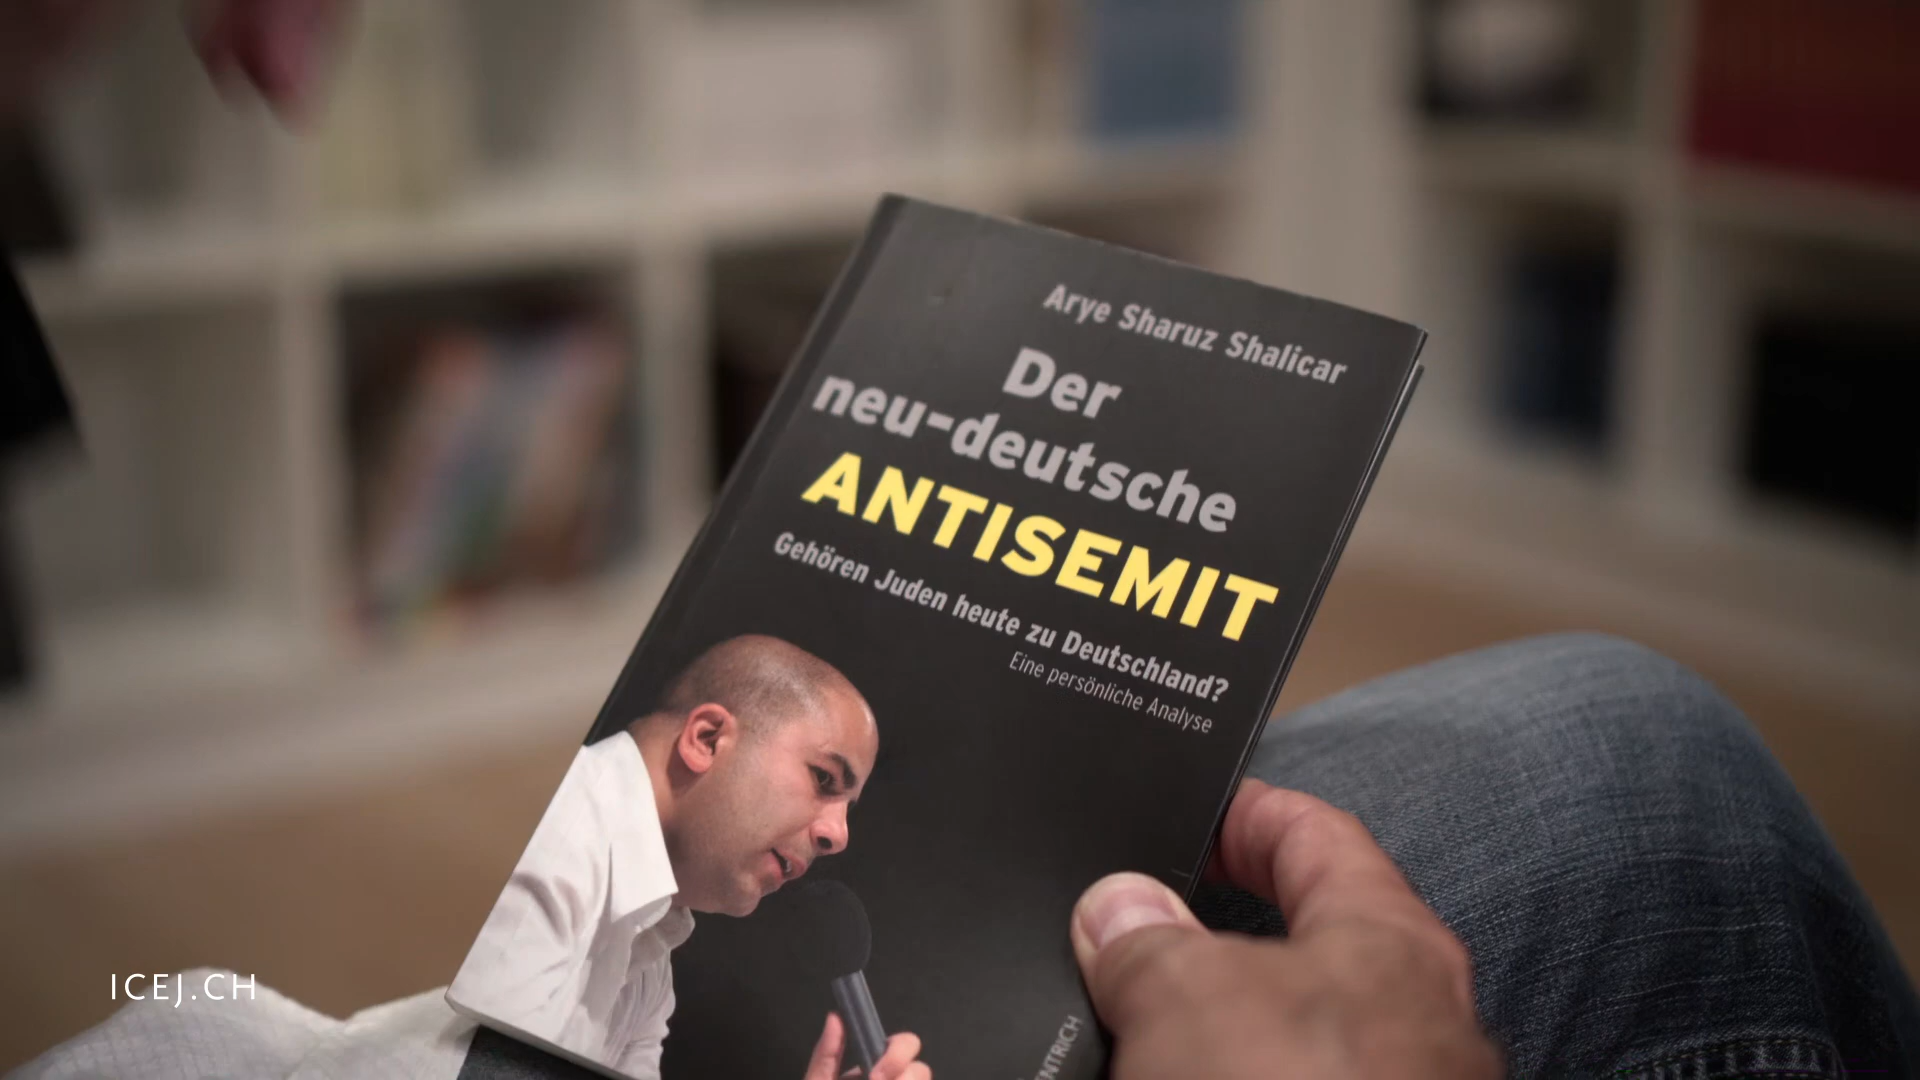 Arye Sharuz Shalicar
Der
neu-deutsche
ANTISEMIT
Gehören Juden heute zu Deutschland?
Eine persönliche Analyse
ICEJ.CH